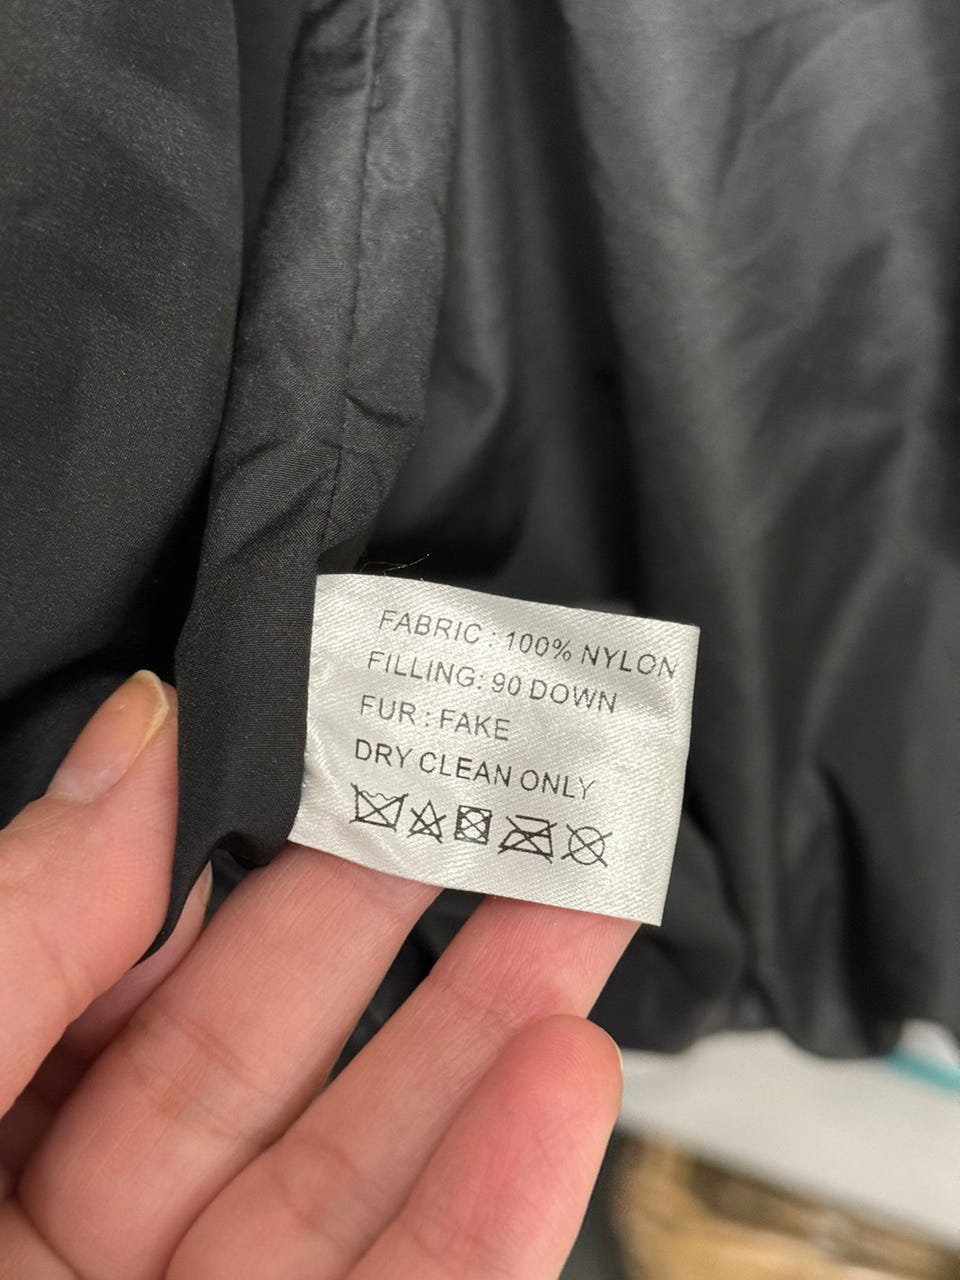 FABRIC : 100% NYLON
FILLING: 90 DOWN
FUR : FAKE
DRY CLEAN ONLY